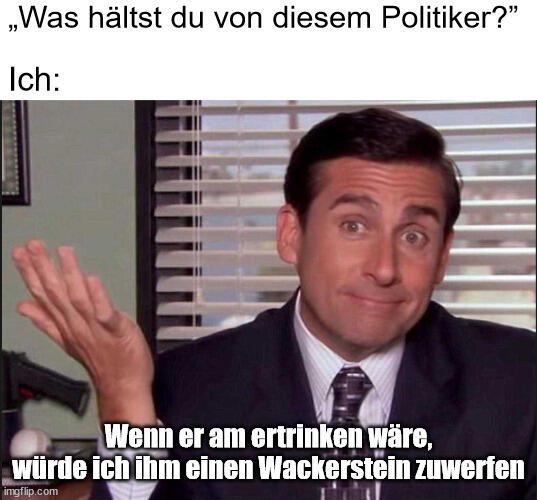 „Was hältst du von diesem Politiker?”
Ich:
Wenn er am ertrinken wäre,
würde ich ihm einen Wackerstein zuwerfen
imgflip.com